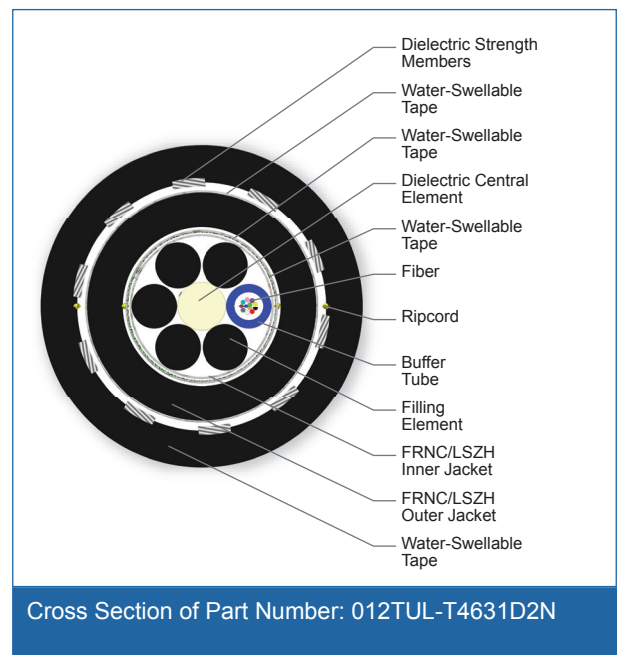 Dielectric Strength
Members
Water-Swellable
Tape
Water-Swellable
Tape
Dielectric Central
Element
Water-Swellable
Tape
Fiber
Ripcord
Buffer
Tube
Filling
Element
FRNC/LSZH
Inner Jacket
FRNC/LSZH
Outer Jacket
Water-Swellable
Tape
Cross Section of Part Number: 012TUL-T4631D2N